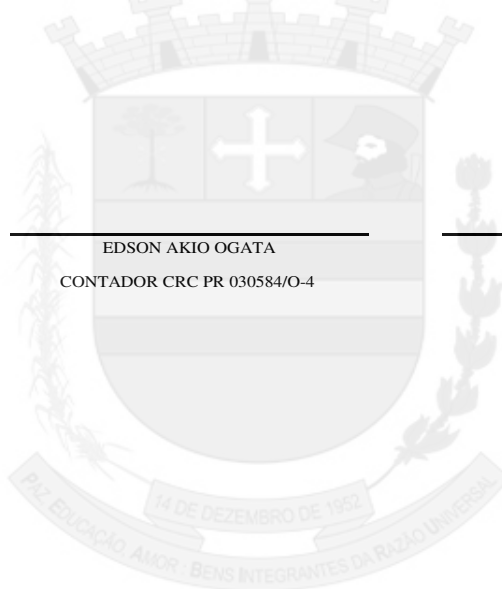 EDSON AKIO OGATA
CONTADOR CRC PR 030584/O-4
14 DE DEZEMBRO DE 1952
PAZ, EDUCAÇÃO, AMOR : BENS INTEGRANTES DA RAZÃO UNIVERSAL